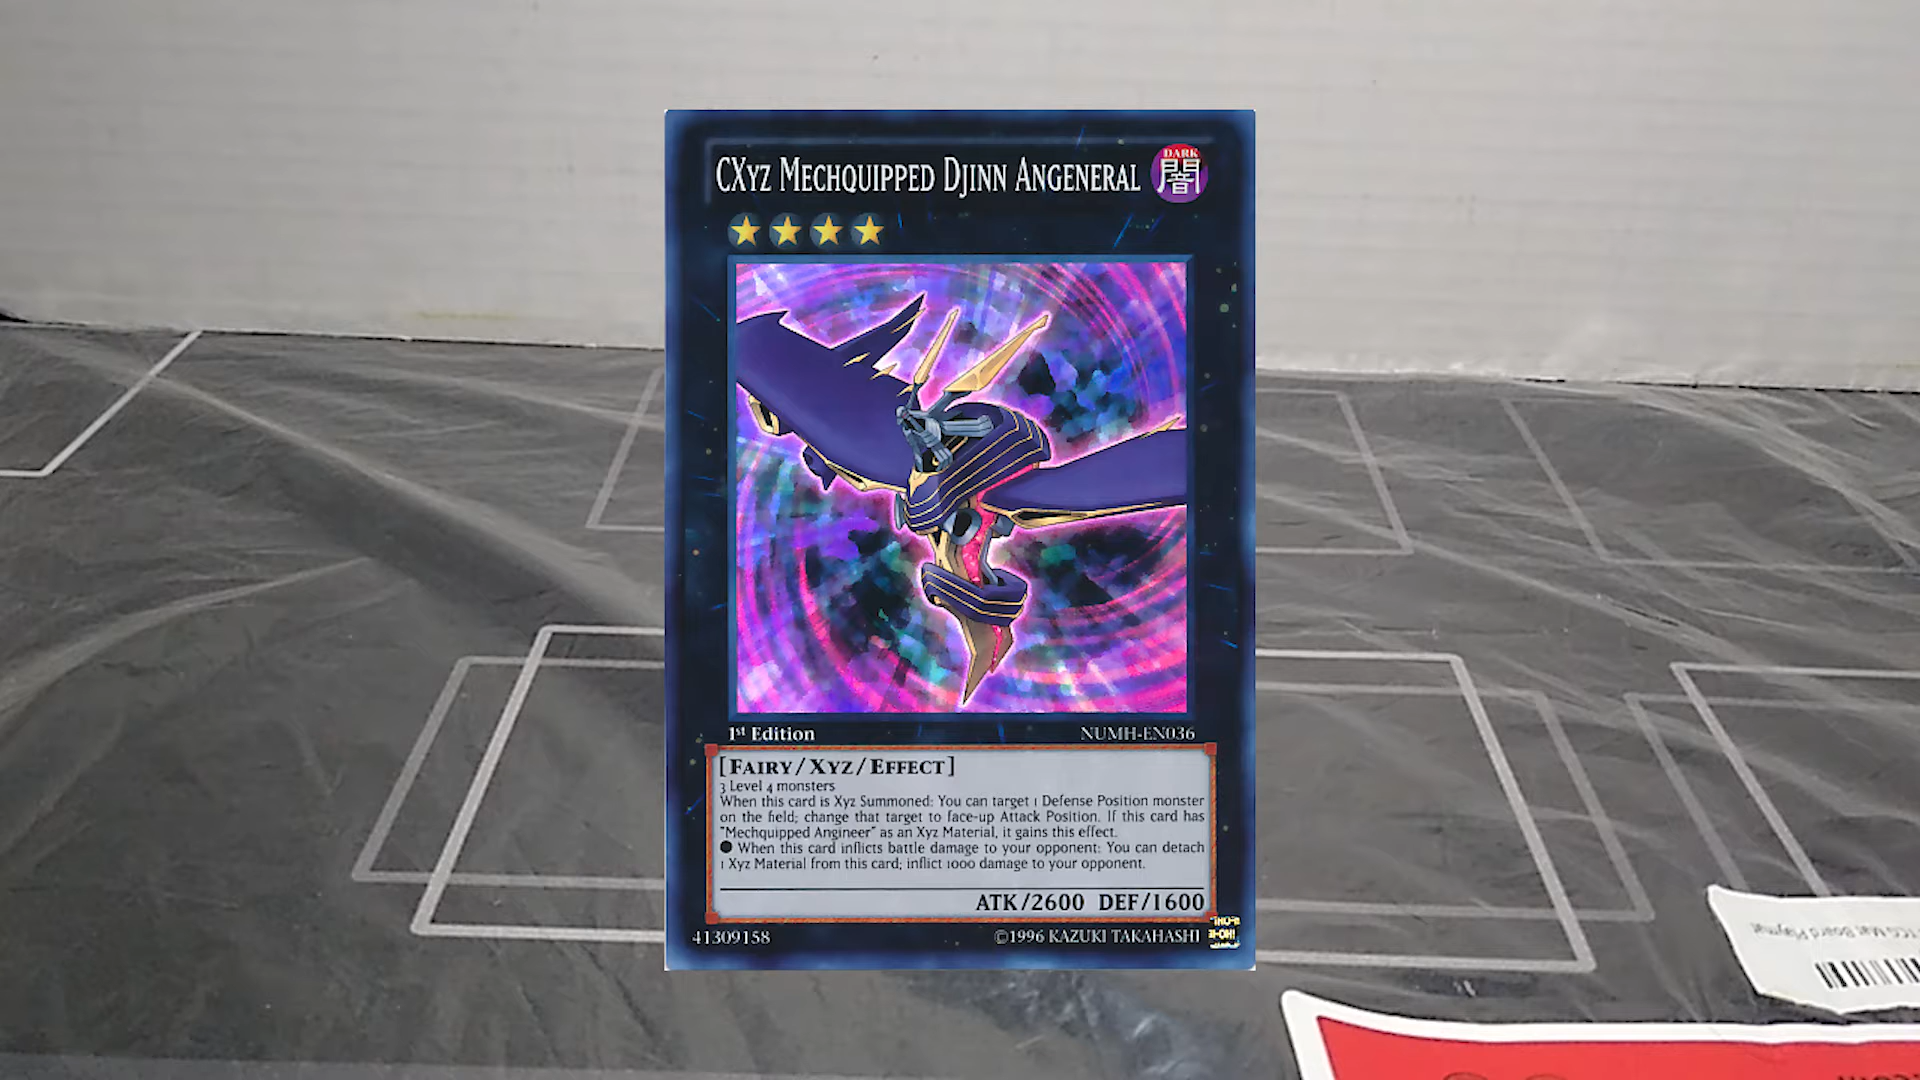 CXyz Mechquipped Djinn Angeneral
DARK
闇
1st Edition
NUMH-EN036
[Fairy/Xyz/Effect]
3 Level 4 monsters
When this card is Xyz Summoned: You can target 1 Defense Position monster
on the field; change that target to face-up Attack Position. If this card has
"Mechquipped Angineer" as an Xyz Material, it gains this effect.
● When this card inflicts battle damage to your opponent: You can detach
1 Xyz Material from this card; inflict 1000 damage to your opponent.
ATK/2600 DEF/1600
41309158
©1996 KAZUKI TAKAHASHI
TCG Mat Board Playmat